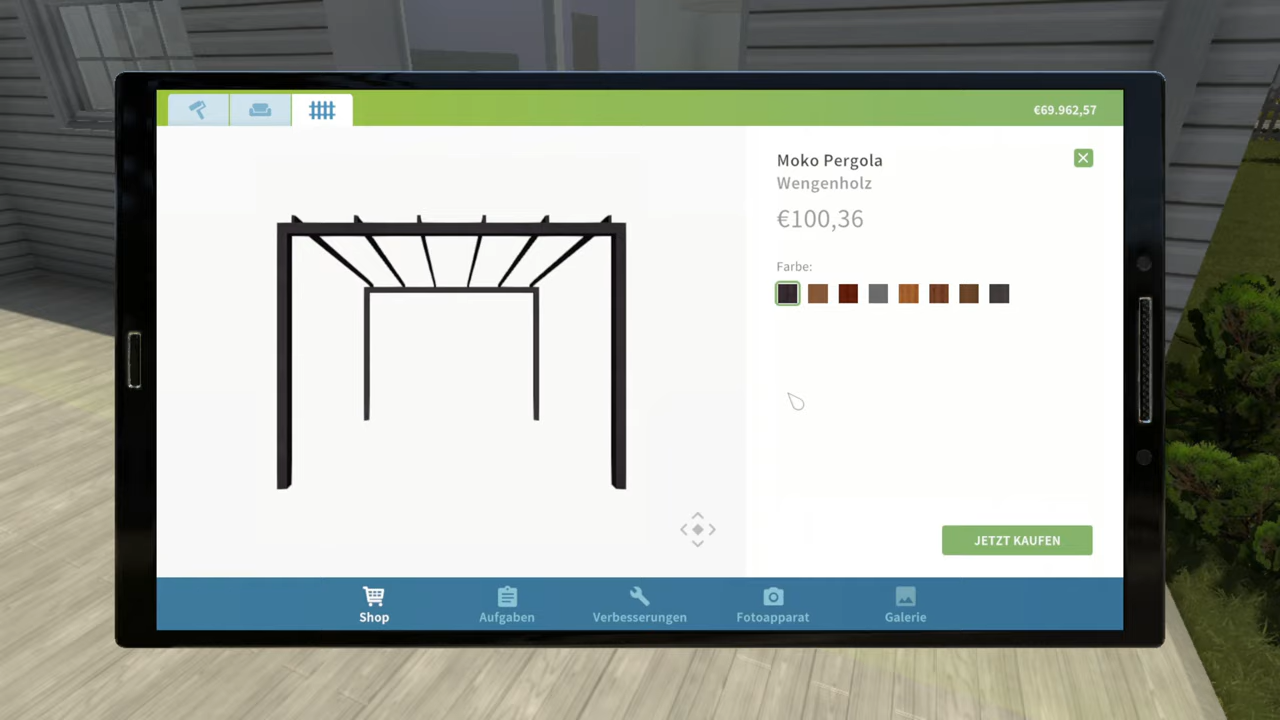 €69.962,57
Moko Pergola
Wengenholz
€100,36
Farbe:
JETZT KAUFEN
Shop
Aufgaben
Verbesserungen
Fotoapparat
Galerie